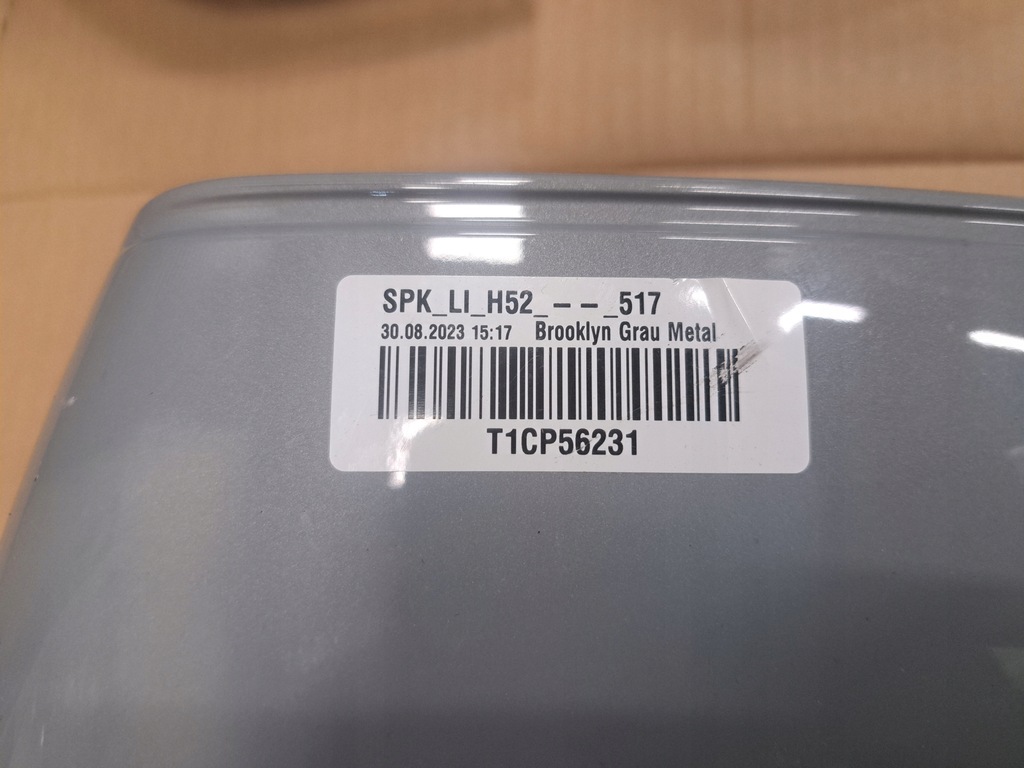 SPK_LI_H52_ – – _517
30.08.2023 15:17 Brooklyn Grau Metal
T1CP56231